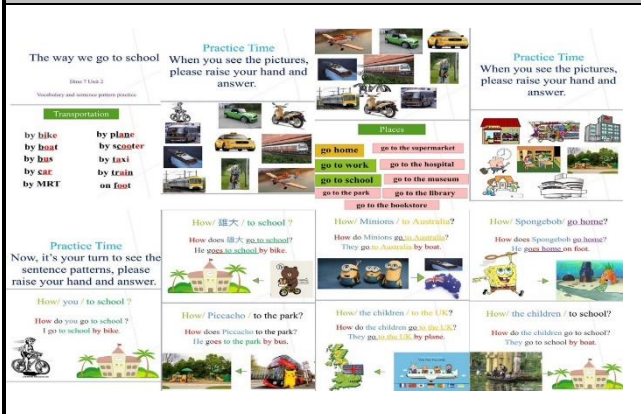 The way we go to school
Dino 7 Unit 2
Vocabulary and sentence pattern practice
Practice Time
When you see the pictures,
please raise your hand and
answer.
Practice Time
When you see the pictures,
please raise your hand and
answer.
Transportation
by bike
by boat
by bus
by car
by MRT
by plane
by scooter
by taxi
by train
on foot
Places
go home
go to work
go to school
go to the park
go to the supermarket
go to the hospital
go to the museum
go to the library
go to the bookstore
Practice Time
Now, it's your turn to see the
sentence patterns, please
raise your hand and answer.
How/ 雄大 / to school ?
How does 雄大 go to school?
He goes to school by bike.
How/ Minions / to Australia?
How do Minions go to Australia?
They go to Australia by boat.
How/ Spongebob/ go home?
How does Spongebob go home?
He goes home on foot.
How/ you / to school ?
How do you go to school ?
I go to school by bike.
How/ Piccacho / to the park?
How does Piccacho to the park?
He goes to the park by bus.
How/ the children / to the UK?
How do the children go to the UK?
They go to the UK by plane.
How/ the children / to school?
How do the children go to school?
They go to school by boat.